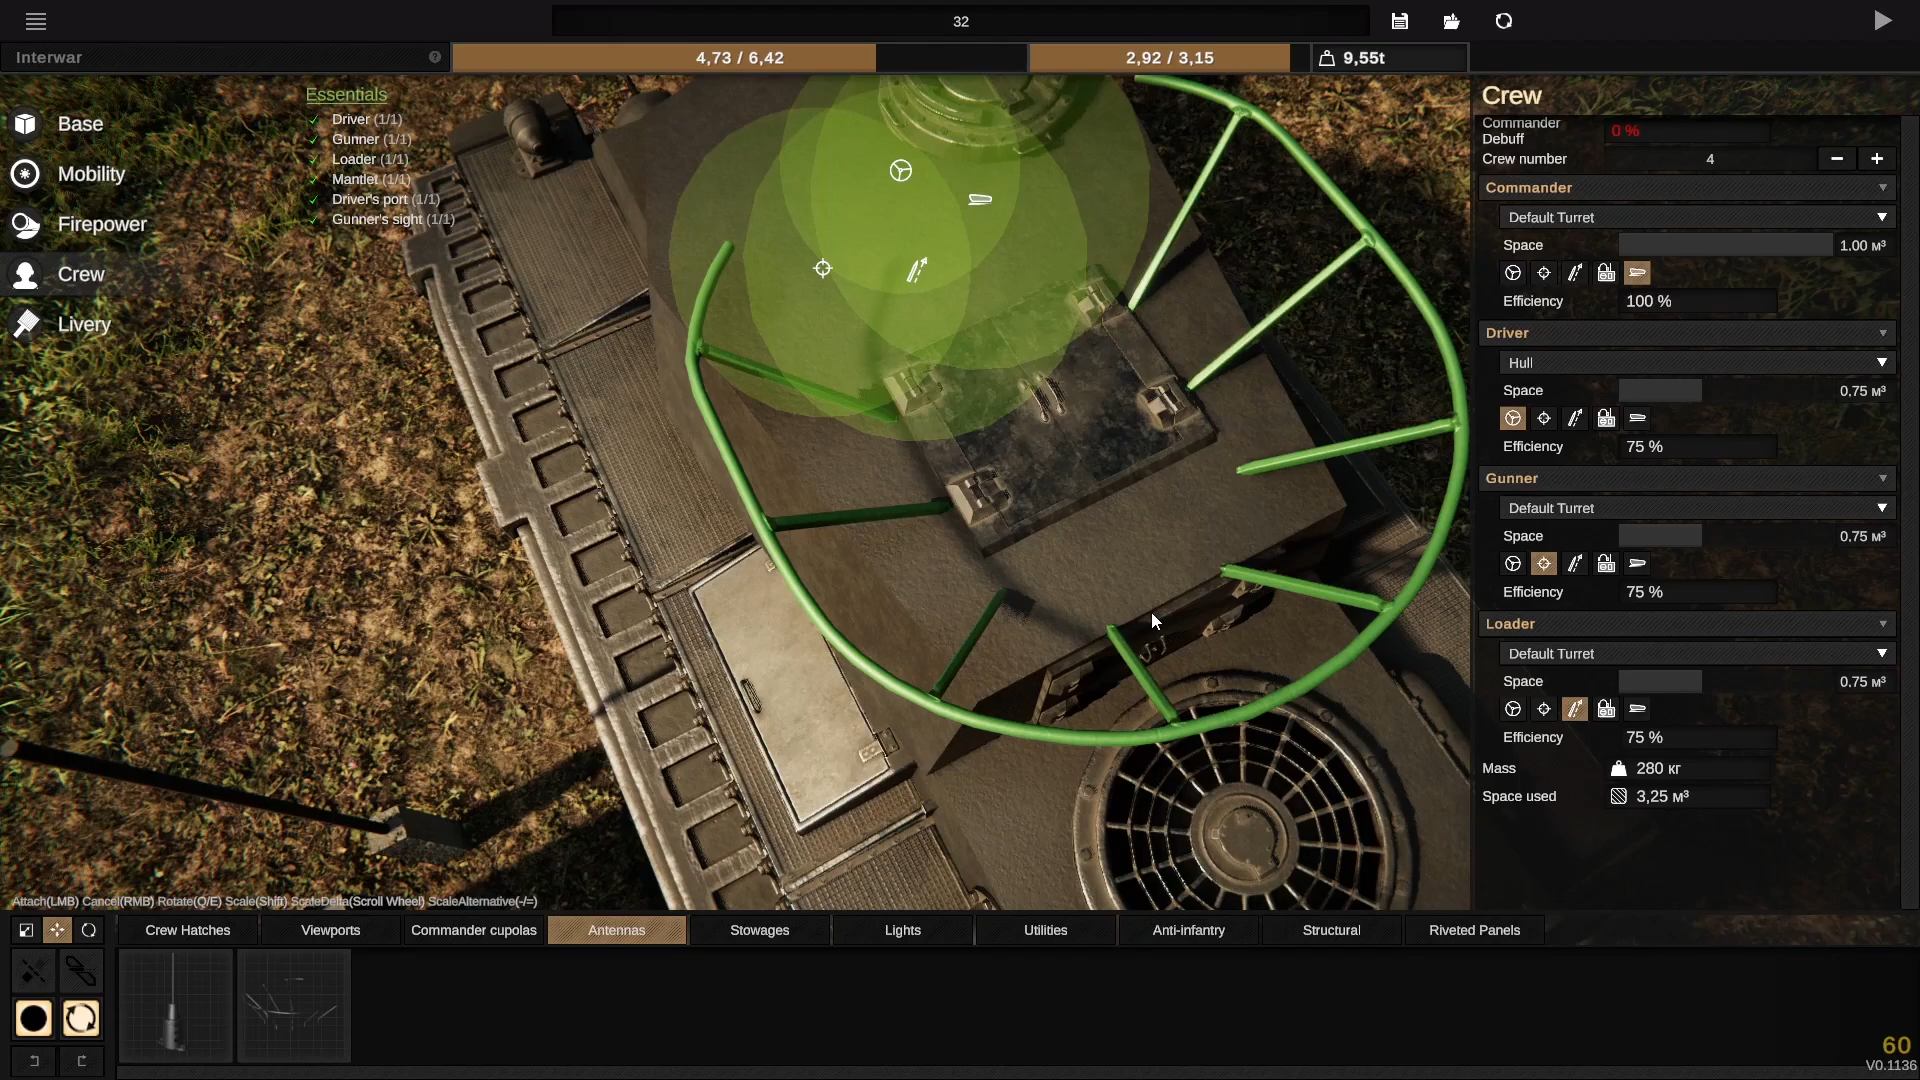 32
Interwar
?
4,73 / 6,42
2,92 / 3,15
9,55t
Base
Mobility
Firepower
Crew
Livery
Essentials
Driver (1/1)
Gunner (1/1)
Loader (1/1)
Mantlet (1/1)
Driver's port (1/1)
Gunner's sight (1/1)
Crew
Commander Debuff
0 %
Crew number
4
Commander
Default Turret
Space
1.00 м³
Efficiency
100 %
Driver
Hull
Space
0,75 м³
Efficiency
75 %
Gunner
Default Turret
Space
0.75 м³
Efficiency
75 %
Loader
Default Turret
Space
0.75 м³
Efficiency
75 %
Mass
280 кг
Space used
3,25 м³
Attach(LMB) Cancel(RMB) Rotate(Q/E) Scale(Shift) ScaleDelta(Scroll Wheel) ScaleAlternative(-/=)
Crew Hatches
Viewports
Commander cupolas
Antennas
Stowages
Lights
Utilities
Anti-infantry
Structural
Riveted Panels
60
V0.1136